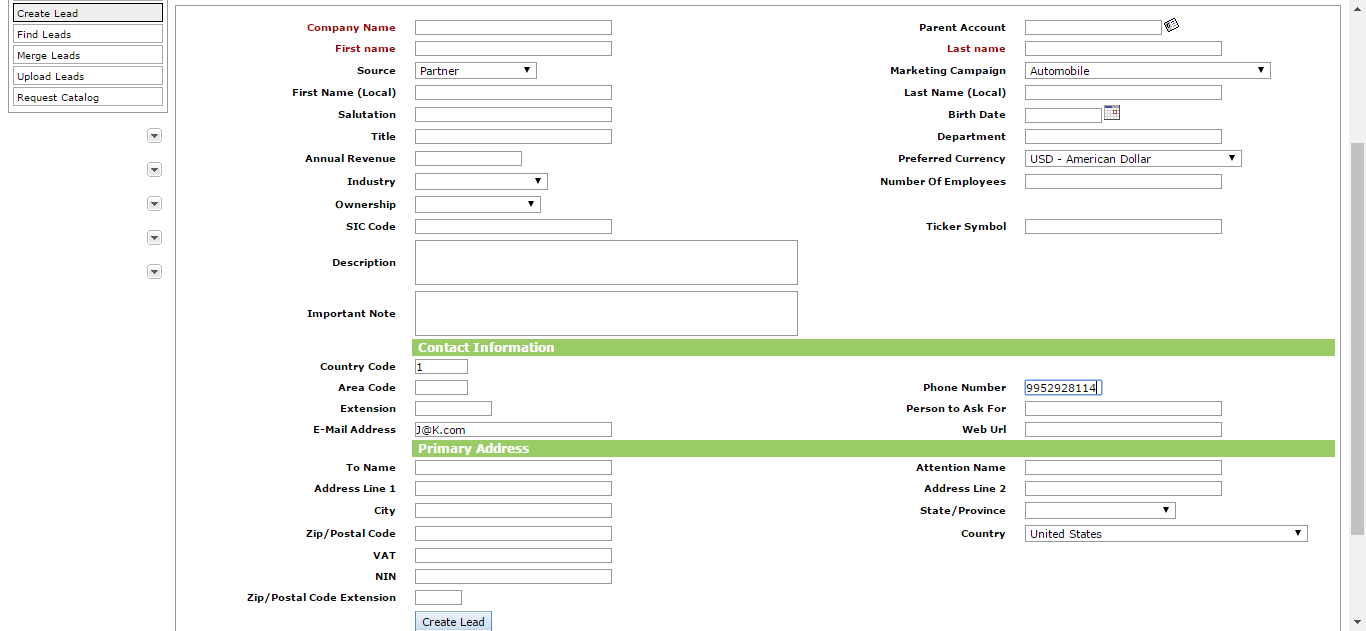 Create Lead
Find Leads
Merge Leads
Upload Leads
Request Catalog
Company Name
Parent Account
First name
Last name
Source Partner
Marketing Campaign Automobile
First Name (Local)
Last Name (Local)
Salutation
Birth Date
Title
Department
Annual Revenue
Preferred Currency USD - American Dollar
Industry
Number Of Employees
Ownership
SIC Code
Ticker Symbol
Description
Important Note
Contact Information
Country Code 1
Area Code
Phone Number 9952928114
Extension
Person to Ask For
E-Mail Address J@K.com
Web Url
Primary Address
To Name
Attention Name
Address Line 1
Address Line 2
City
State/Province
Zip/Postal Code
Country United States
VAT
NIN
Zip/Postal Code Extension
Create Lead